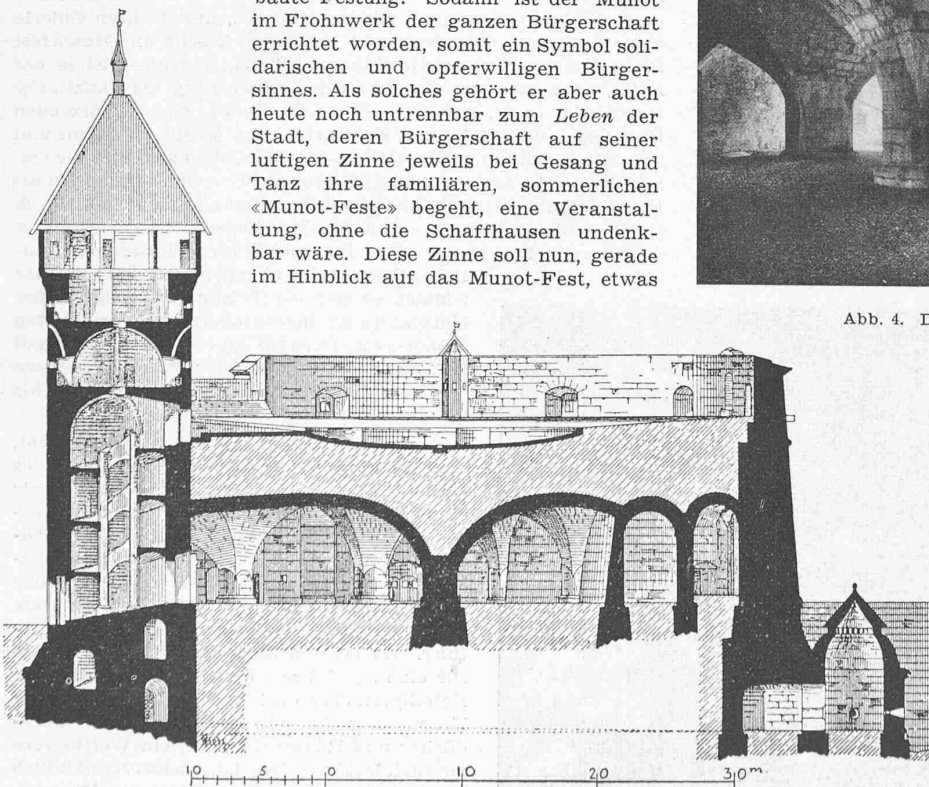 baute Festung. Sodann ist der Munot
im Frohnwerk der ganzen Bürgerschaft
errichtet worden, somit ein Symbol soli-
darischen und opferwilligen Bürger-
sinnes. Als solches gehört er aber auch
heute noch untrennbar zum Leben der
Stadt, deren Bürgerschaft auf seiner
luftigen Zinne jeweils bei Gesang und
Tanz ihre familiären, sommerlichen
«Munot-Feste» begeht, eine Veranstal-
tung, ohne die Schaffhausen undenk-
bar wäre. Diese Zinne soll nun, gerade
im Hinblick auf das Munot-Fest, etwas
Abb. 4. D
10 5 0 10 20 30 m